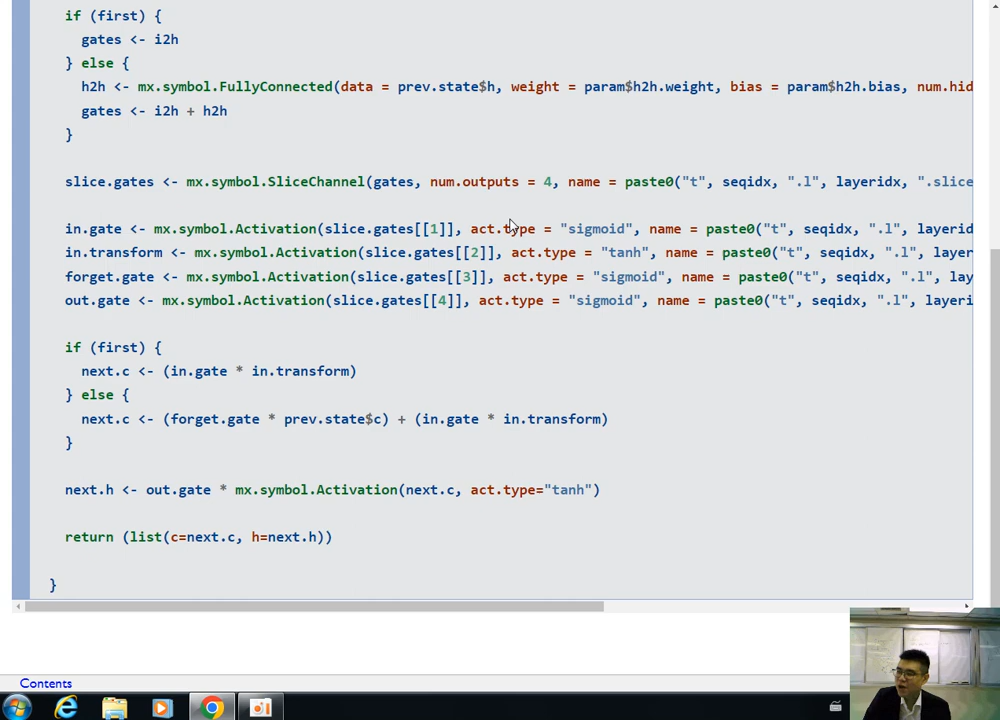 if (first) {
gates <- i2h
} else {
h2h <- mx.symbol.FullyConnected(data = prev.state$h, weight = param$h2h.weight, bias = param$h2h.bias, num.hid
gates <- i2h + h2h
}
slice.gates <- mx.symbol.SliceChannel(gates, num.outputs = 4, name = paste0("t", seqidx, ".l", layeridx, ".slice
in.gate <- mx.symbol.Activation(slice.gates[[1]], act.type = "sigmoid", name = paste0("t", seqidx, ".l", layerid
in.transform <- mx.symbol.Activation(slice.gates[[2]], act.type = "tanh", name = paste0("t", seqidx, ".l", layer
forget.gate <- mx.symbol.Activation(slice.gates[[3]], act.type = "sigmoid", name = paste0("t", seqidx, ".l", lay
out.gate <- mx.symbol.Activation(slice.gates[[4]], act.type = "sigmoid", name = paste0("t", seqidx, ".l", layeri
if (first) {
next.c <- (in.gate * in.transform)
} else {
next.c <- (forget.gate * prev.state$c) + (in.gate * in.transform)
}
next.h <- out.gate * mx.symbol.Activation(next.c, act.type="tanh")
return (list(c=next.c, h=next.h))
}
Contents